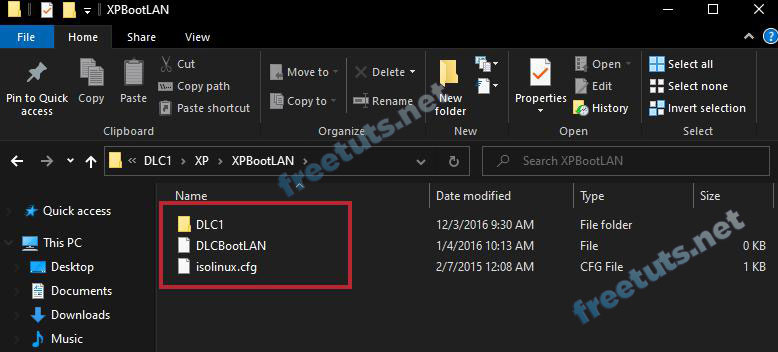 XPBootLAN
File Home Share View
Pin to Quick access
Copy
Paste
Cut
Copy path
Paste shortcut
Clipboard
Move to
Copy to
Delete
Rename
Organize
New folder
New
Properties
Open
Edit
History
Open
Select all
Select none
Invert selection
Select
« DLC1 › XP › XPBootLAN ›
Search XPBootLAN
Quick access
This PC
Desktop
Documents
Downloads
Music
Name Date modified Type Size
DLC1 12/3/2016 9:30 AM File folder
DLCBootLAN 1/4/2016 10:13 AM File 0 KB
isolinux.cfg 2/7/2015 12:08 AM CFG File 1 KB
freetuts.net
freetuts.net
freetuts.net